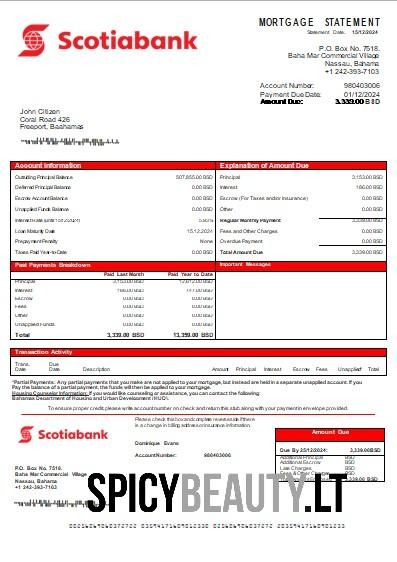 Scotiabank
MORTGAGE STATEMENT
Statement Date: 15/12/2024
P.O. Box No. 7518.
Baha Mar Commercial Village
Nassau, Bahama
+1 242-393-7103
Account Number: 980403006
Payment Due Date: 01/12/2024
Amount Due: 3,339.00 BSD
John Citizen
Coral Road 426
Freeport, Baahamas
Account Information
Outstding Principal Balance 507,855.00 BSD
Deferred Principal Balance 0.00 BSD
Escrow Account Balance 0.00 BSD
Unapplied Funds Balance 0.00 BSD
Loan Maturity Date 15.12.2024
Prepayment Penalty None
Taxes Paid Year-to-Date 0.00 BSD
Explanation of Amount Due
Principal 3,153.00 BSD
Interest 186.00 BSD
Escrow (For Taxes and/or Insurance) 0.00 BSD
Other 0.00 BSD
Regular Monthly Payment 3,339.00 BSD
Fees and Other Charges 0.00 BSD
Overdue Payment 0.00 BSD
Total Amount Due 3,339.00 BSD
Past Payments Breakdown
Paid Last Month Paid Year to Date
Principal 3,153.00 BSD 12,612.00 BSD
Interest 186.00 BSD 747.00 BSD
Escrow 0.00 BSD 0.00 BSD
Fees 0.00 BSD 0.00 BSD
Other 0.00 BSD 0.00 BSD
Unapplied Funds 0.00 BSD 0.00 BSD
Total 3,339.00 BSD 13,359.00 BSD
Important Messages
Transaction Activity
Trans. Date Due Date Description Amount Principal Interest Escrow Fees Unapplied* Total
*Partial Payments: Any partial payments that you make are not applied to your mortgage, but instead are held in a separate unapplied account. If you
Pay the balance of a partial payment, the funds will then be applied to your mortgage.
Housing Counselor Information: If you would like counseling or assistance, you can contact the following:
Bahamas Department of Housing and Urban Development (HUD).
To ensure proper credit, please write account number on check and return this stub along with your payment in envelope provided.
Scotiabank
Please check this box and complete reverse side if there
is a change in billing address or insurance information
Dominique Evans
Account Number: 980403006
P.O. Box No. 7518.
Baha Mar Commercial Village
Nassau, Bahama
+1 242-393-7103
Amount Due
Due By 25/12/2024: 3,339.00 BSD
Additional Principal BSD
Additional Escrow BSD
Late Charges BSD
Fees & Other Charges BSD
SPICYBEAUTY.LT